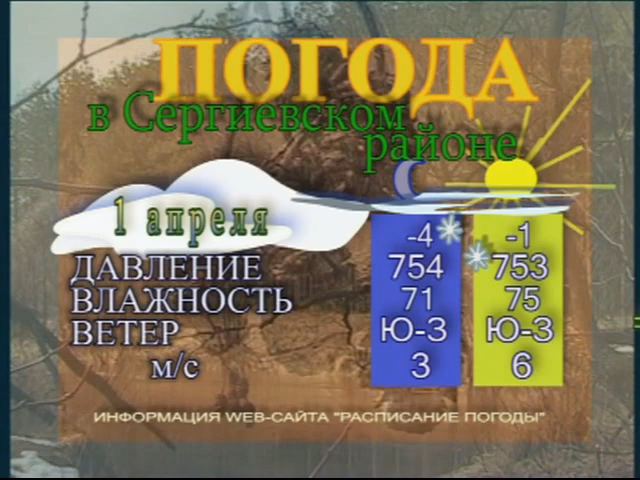 ПОГОДА
в Сергиевском
районе
1 апреля
-4 -1
ДАВЛЕНИЕ 754 753
ВЛАЖНОСТЬ 71 75
ВЕТЕР Ю-З Ю-З
м/с 3 6
ИНФОРМАЦИЯ WEB-САЙТА "РАСПИСАНИЕ ПОГОДЫ"